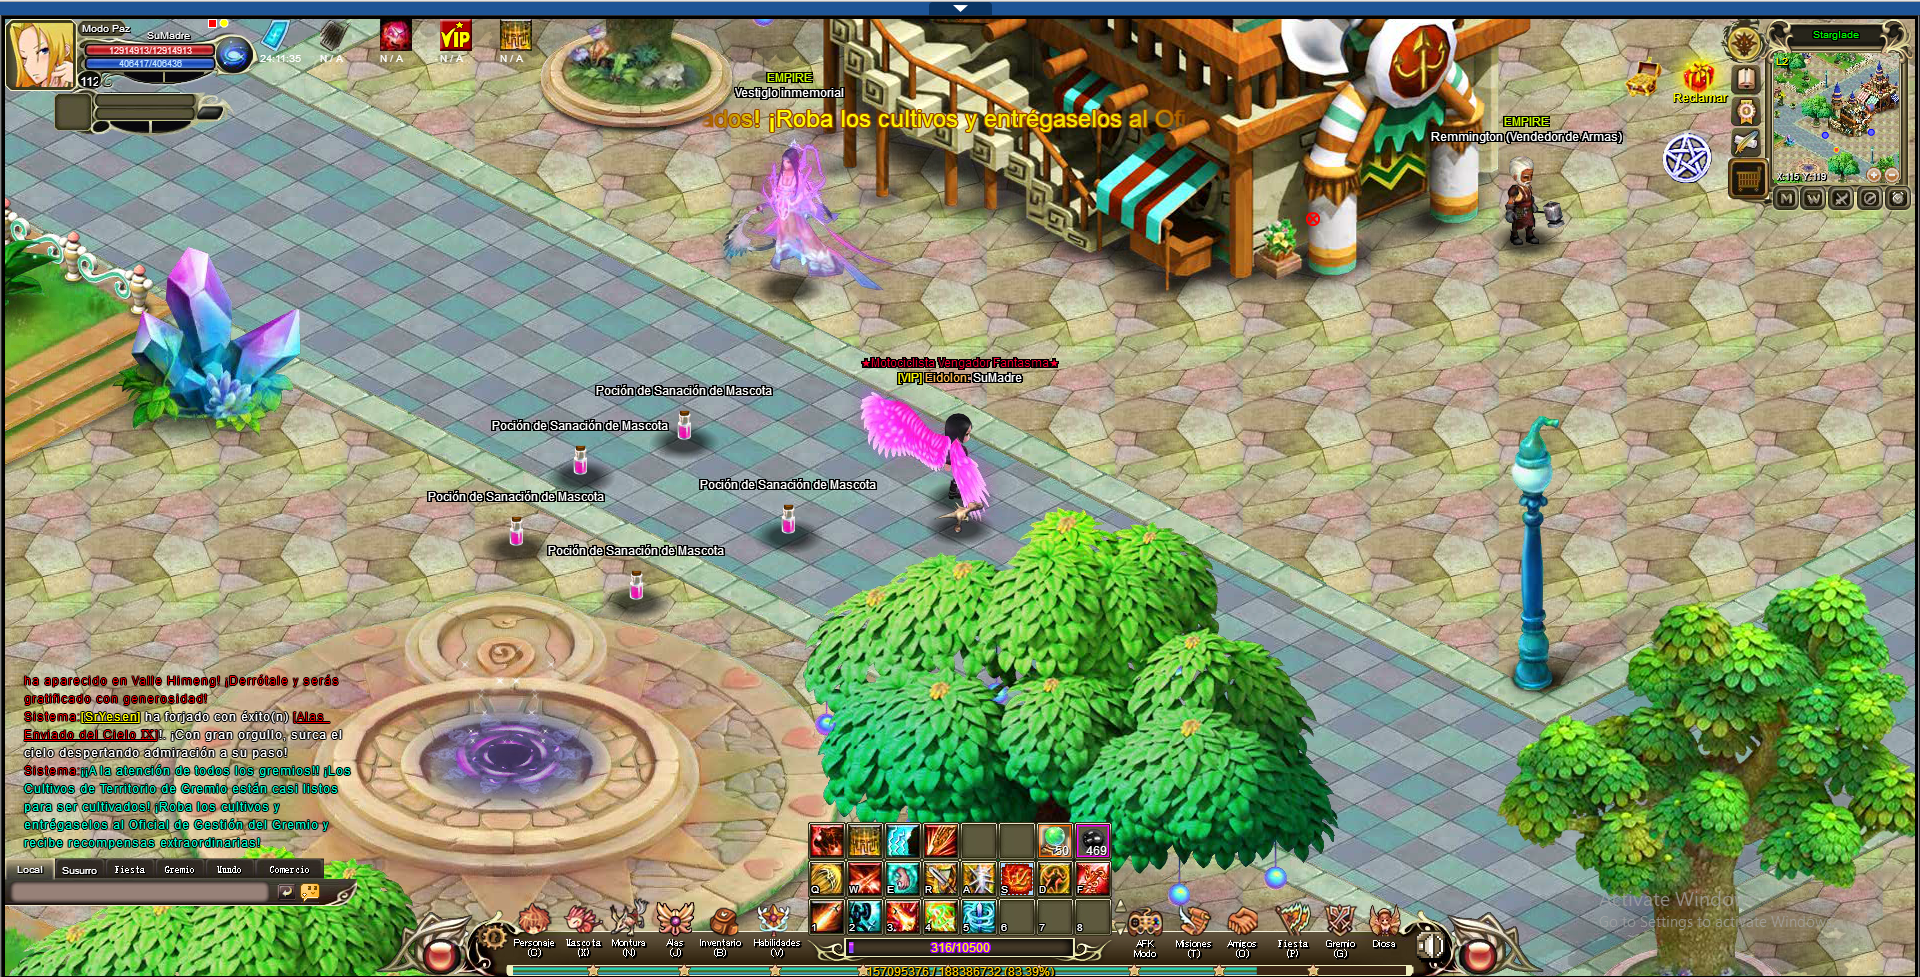 Modo Paz
SuMadre
12914913/12914913
406417/406436
112
24:11:35
N/A
N/A
VIP
N/A
N/A
EMPIRE
Vestigio inmemorial
dos! ¡Roba los cultivos y entrégaselos al Of
EMPIRE
Remmington (Vendedor de Armas)
Reclamar
Starglade
L2
X:115 Y:119
M W
★Motociclista Vengador Fantasma★
[VIP] Eidolon: SuMadre
Poción de Sanación de Mascota
Poción de Sanación de Mascota
Poción de Sanación de Mascota
Poción de Sanación de Mascota
Poción de Sanación de Mascota
ha aparecido en Valle Himeng! ¡Derrótale y serás
gratificado con generosidad!
Sistema:[SrYesen] ha forjado con éxito(n) [Alas
Enviado del Cielo IX]!. ¡Con gran orgullo, surca el
cielo despertando admiración a su paso!
Sistema:¡¡A la atención de todos los gremios!! ¡Los
Cultivos de Territorio de Gremio están casi listos
para ser cultivados! ¡Roba los cultivos y
entrégaselos al Oficial de Gestión del Gremio y
recibe recompensas extraordinarias!
Local Susurro Fiesta Gremio Mundo Comercio
50 469
Q W E R A S D F
1 2 3 4 5 6 7 8
Personaje (C)
Mascota (X)
Montura (N)
Alas (J)
Inventario (B)
Habilidades (V)
316/10500
AFK Modo
Misiones (T)
Amigos (O)
Fiesta (P)
Gremio (G)
Diosa
157095376 / 188386732 (83.39%)
Activate Windows
Go to Settings to activate Windows.